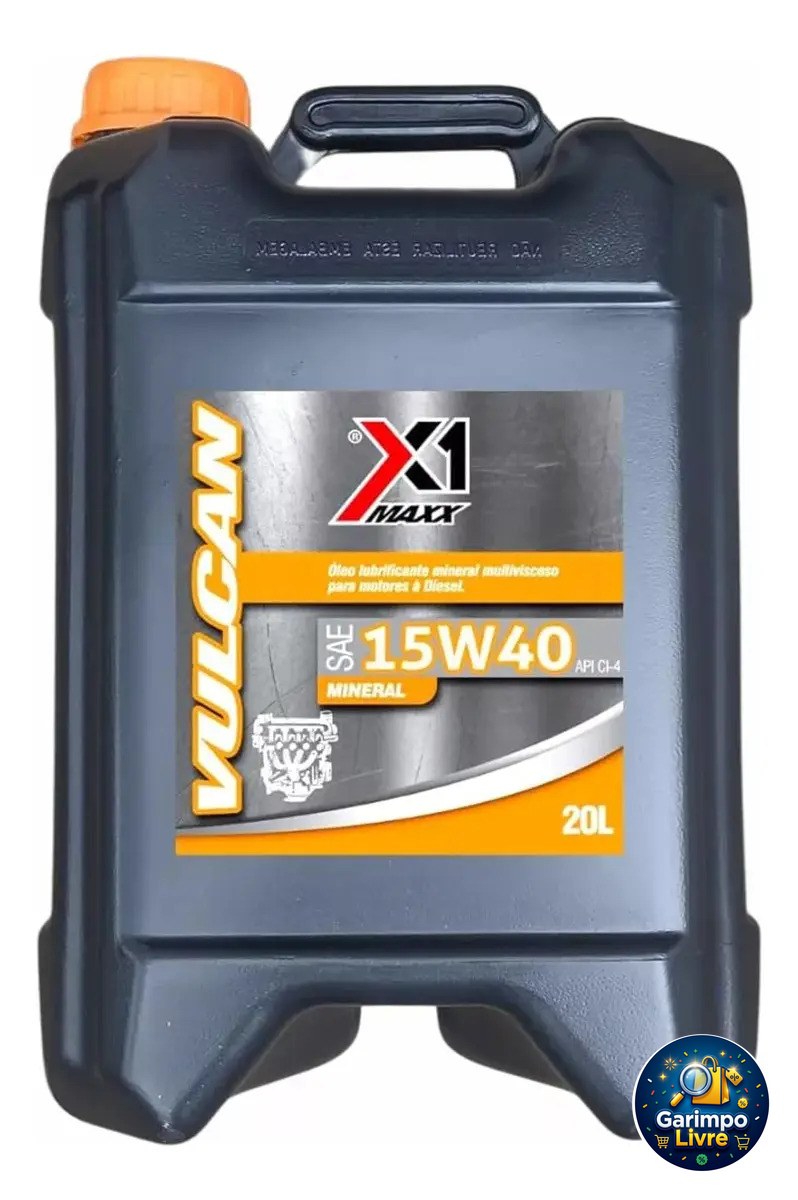 NÃO REUTILIZAR ESTA EMBALAGEM
VULCAN
® X1
MAXX
Óleo lubrificante mineral multiviscoso
para motores à Diesel.
SAE 15W40 API CI-4
MINERAL
20L
Garimpo
Livre